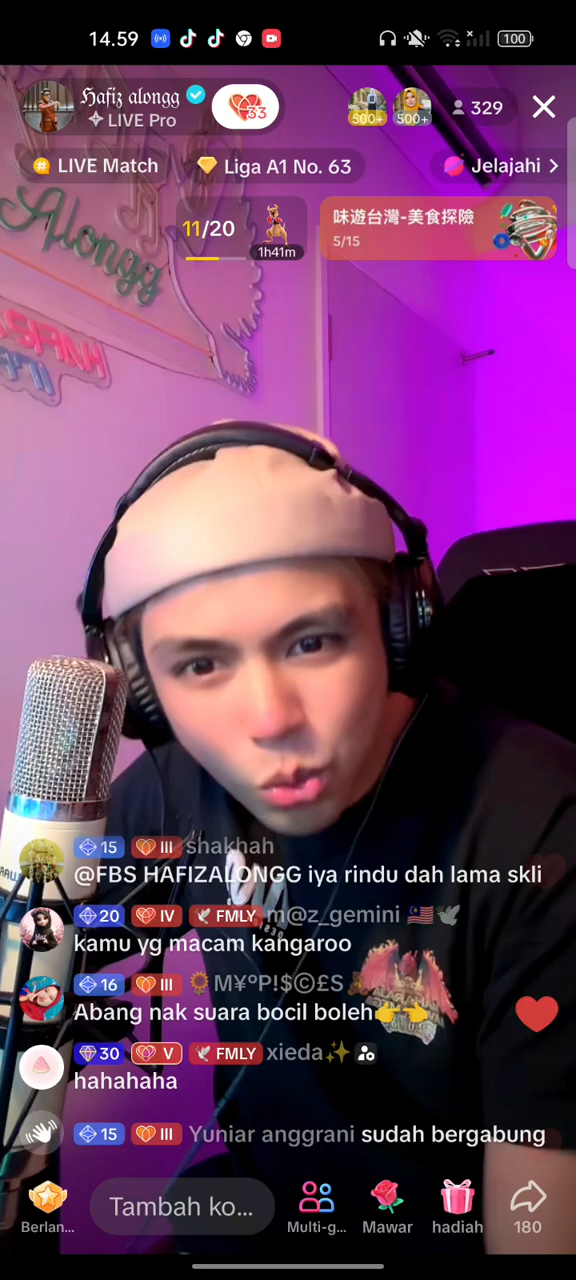 14.59
100
Hafiz alongg
LIVE Pro
33
500+
500+
329
LIVE Match
Liga A1 No. 63
Jelajahi >
11/20
1h41m
味遊台灣-美食探險
5/15
Alongg
15 III shakhah
@FBS HAFIZALONGG iya rindu dah lama skli
20 IV FMLY m@z_gemini 🇲🇾🕊️
kamu yg macam kangaroo
16 III 🌻M¥°P!$©£S🧸
Abang nak suara bocil boleh👉👈
30 V FMLY xieda✨
hahahaha
15 III Yuniar anggrani sudah bergabung
Berlan...
Tambah ko...
Multi-g...
Mawar
hadiah
180